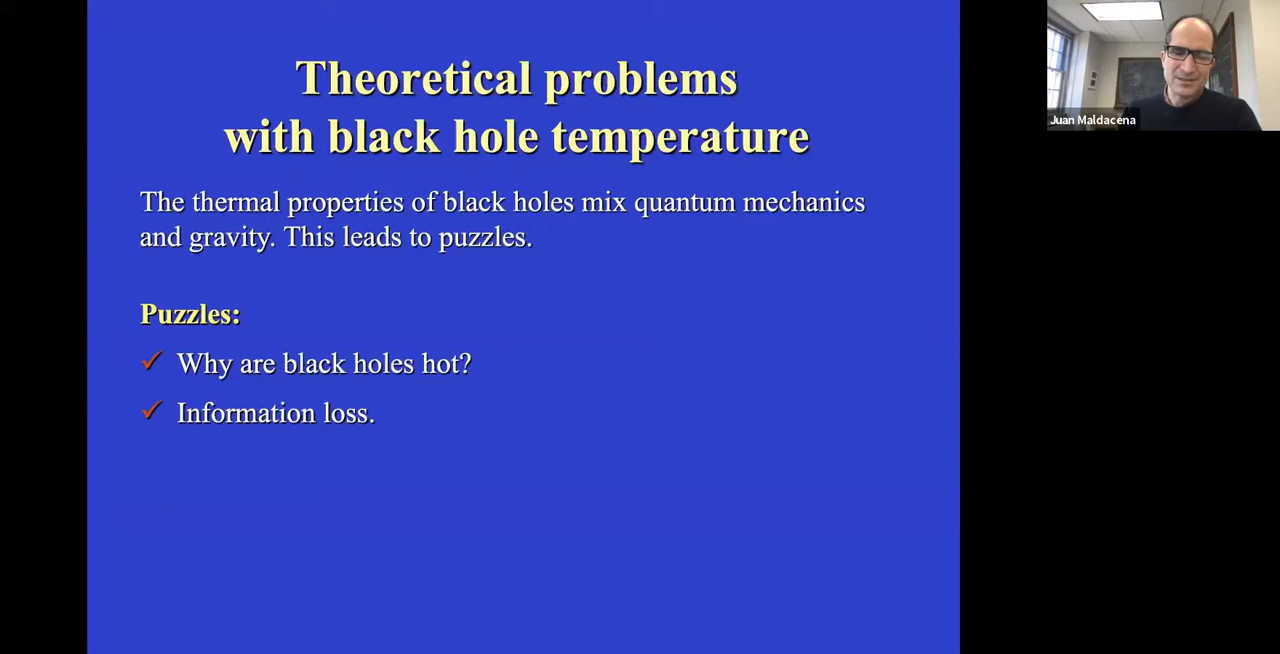 Theoretical problems
with black hole temperature
The thermal properties of black holes mix quantum mechanics
and gravity. This leads to puzzles.
Puzzles:
✓ Why are black holes hot?
✓ Information loss.
Juan Maldacena